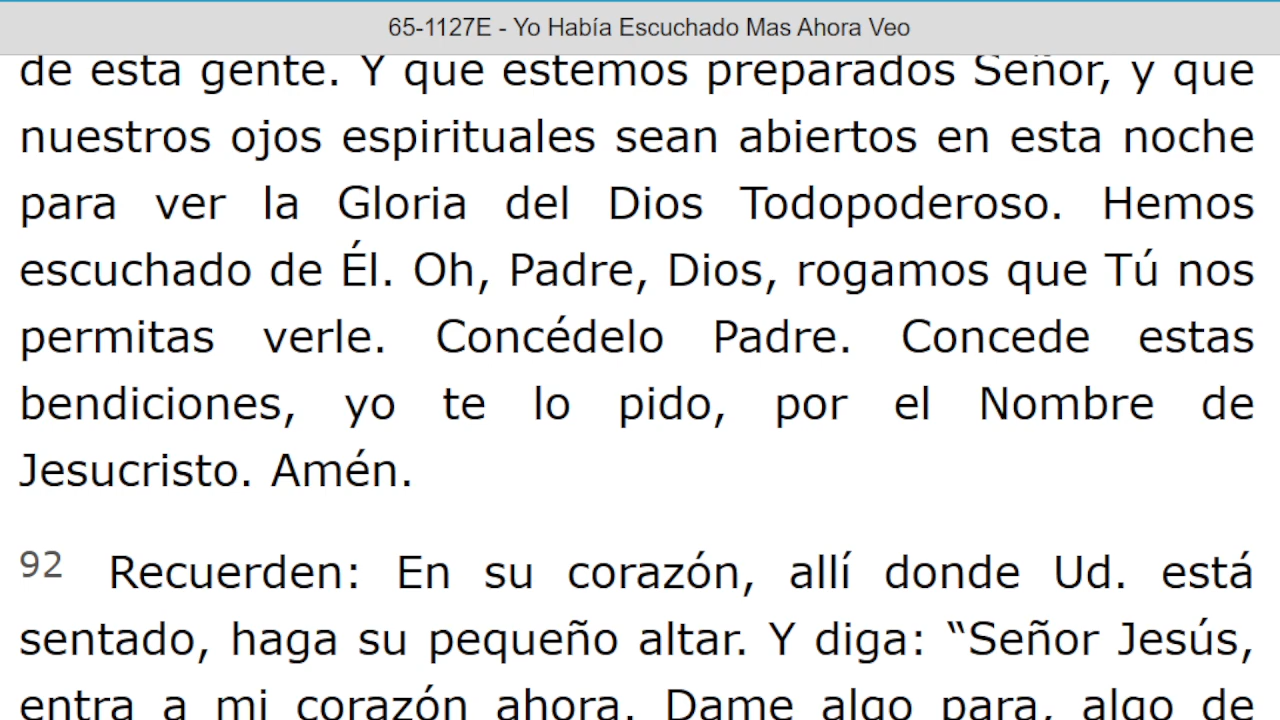 65-1127E - Yo Había Escuchado Mas Ahora Veo
de esta gente. Y que estemos preparados Señor, y que
nuestros ojos espirituales sean abiertos en esta noche
para ver la Gloria del Dios Todopoderoso. Hemos
escuchado de Él. Oh, Padre, Dios, rogamos que Tú nos
permitas verle. Concédelo Padre. Concede estas
bendiciones, yo te lo pido, por el Nombre de
Jesucristo. Amén.
92 Recuerden: En su corazón, allí donde Ud. está
sentado, haga su pequeño altar. Y diga: “Señor Jesús,
entra a mi corazón ahora. Dame algo para, algo de